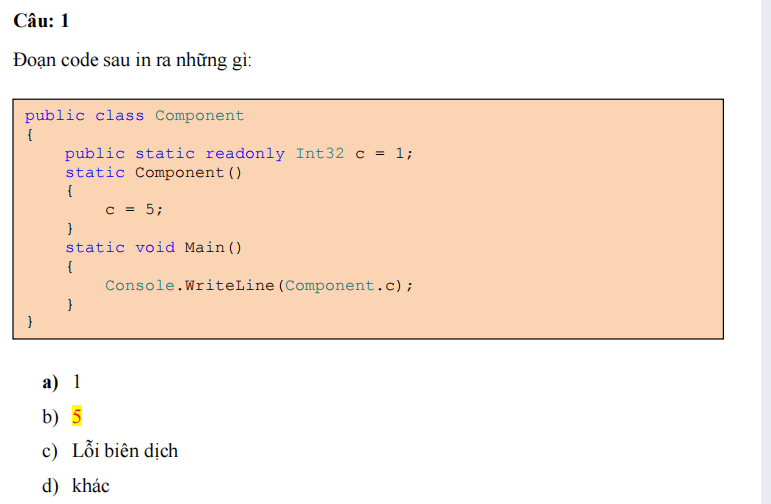 Câu: 1
Đoạn code sau in ra những gì:
public class Component
{
public static readonly Int32 c = 1;
static Component()
{
c = 5;
}
static void Main()
{
Console.WriteLine(Component.c);
}
}
a) 1
b) 5
c) Lỗi biên dịch
d) khác